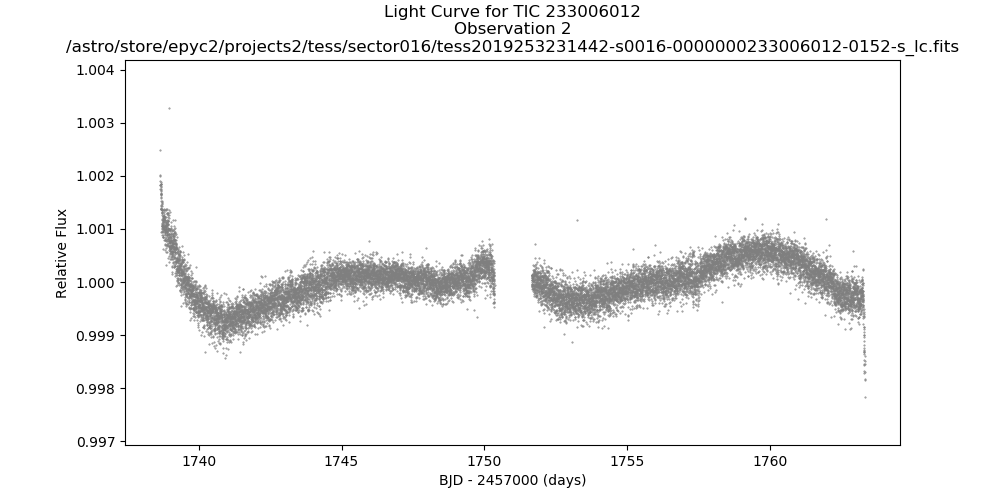 Light Curve for TIC 233006012
Observation 2
/astro/store/epyc2/projects2/tess/sector016/tess2019253231442-s0016-0000000233006012-0152-s_lc.fits
1.004
1.003
1.002
1.001
1.000
0.999
0.998
0.997
Relative Flux
1740
1745
1750
1755
1760
BJD - 2457000 (days)